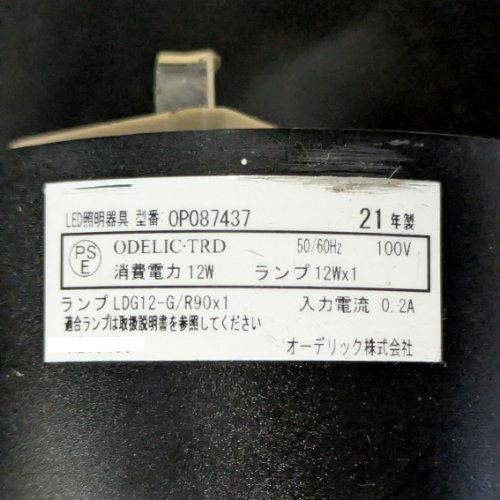 LED照明器具 型番: OP087437 21年製
PS
E
ODELIC·TRD 50/60Hz 100V
消費電力 12W ランプ 12Wx1
ランプ LDG12-G/R90x1 入力電流 0.2A
適合ランプは取扱説明書を参照してください
オーデリック株式会社